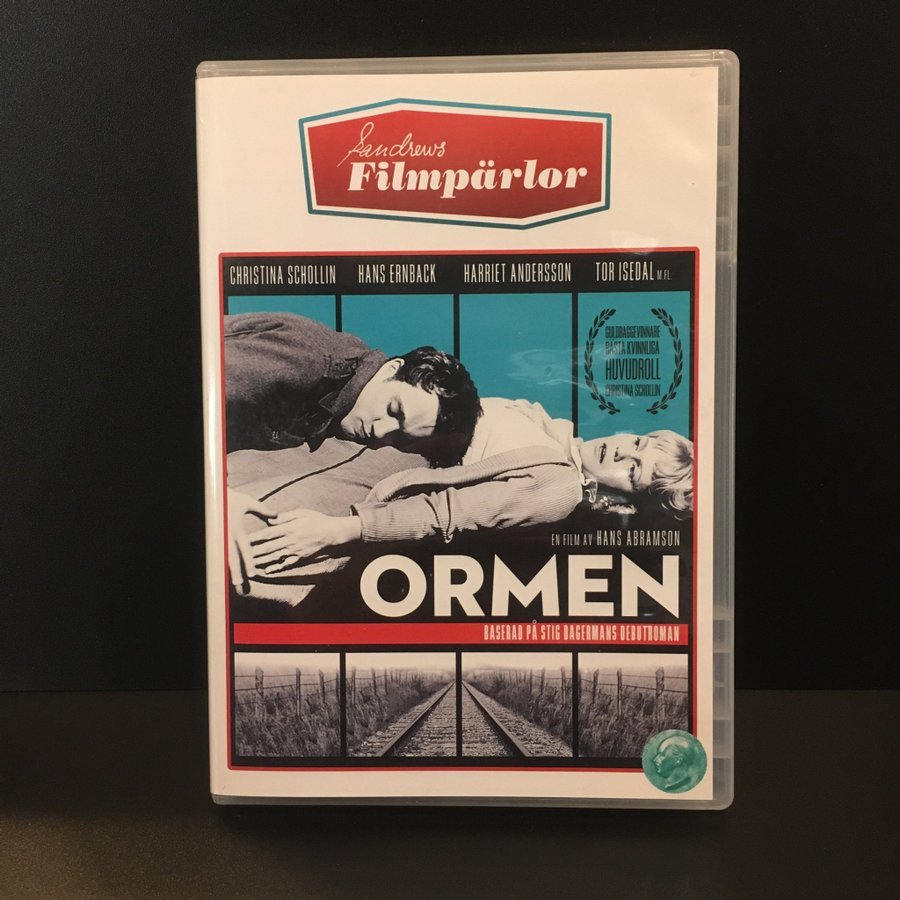 Sandrews
Filmpärlor
CHRISTINA SCHOLLIN HANS ERNBACK HARRIET ANDERSSON TOR ISEDAL M.FL.
GULDBAGGEVINNARE
BÄSTA KVINNLIGA
HUVUDROLL
CHRISTINA SCHOLLIN
EN FILM AV HANS ABRAMSON
ORMEN
BASERAD PÅ STIG DAGERMANS DEBUTROMAN